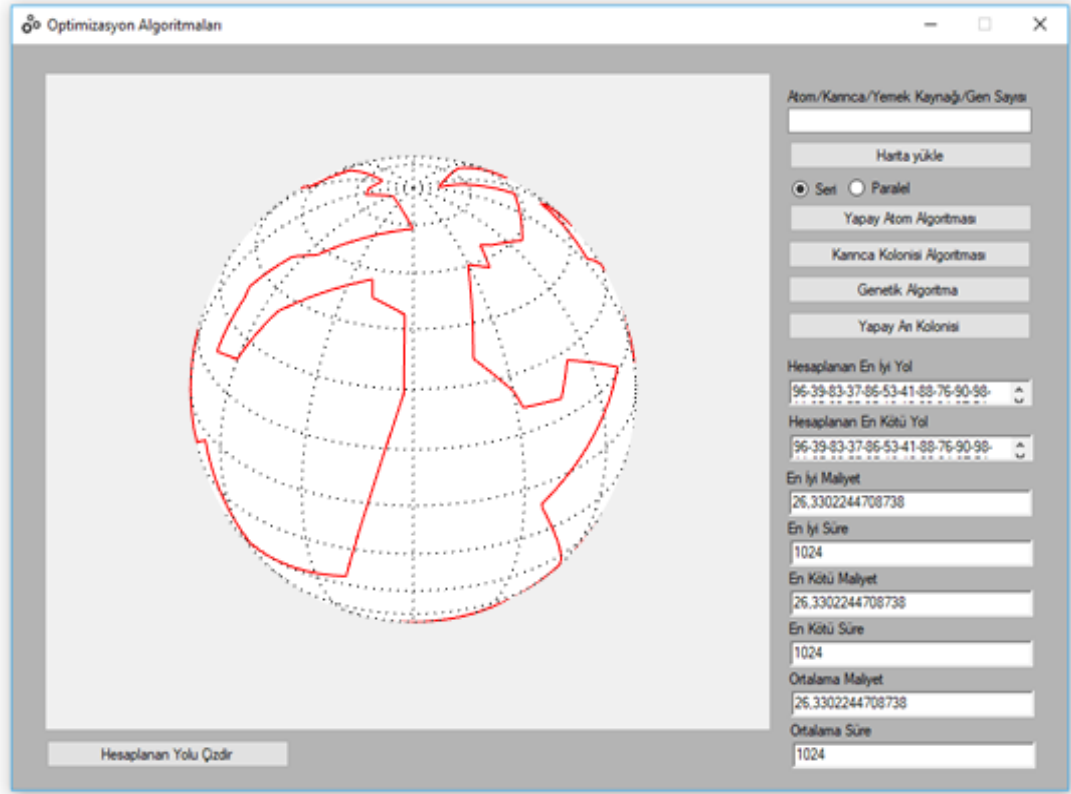 Optimizasyon Algoritmaları
Atom/Karınca/Yemek Kaynağı/Gen Sayısı
Harita yükle
Seri
Paralel
Yapay Atom Algoritması
Karınca Kolonisi Algoritması
Genetik Algoritma
Yapay Arı Kolonisi
Hesaplanan En İyi Yol
96-39-83-37-86-53-41-88-76-90-98-
Hesaplanan En Kötü Yol
96-39-83-37-86-53-41-88-76-90-98-
En İyi Maliyet
26,3302244708738
En İyi Süre
1024
En Kötü Maliyet
26,3302244708738
En Kötü Süre
1024
Ortalama Maliyet
26,3302244708738
Ortalama Süre
1024
Hesaplanan Yolu Çizdir